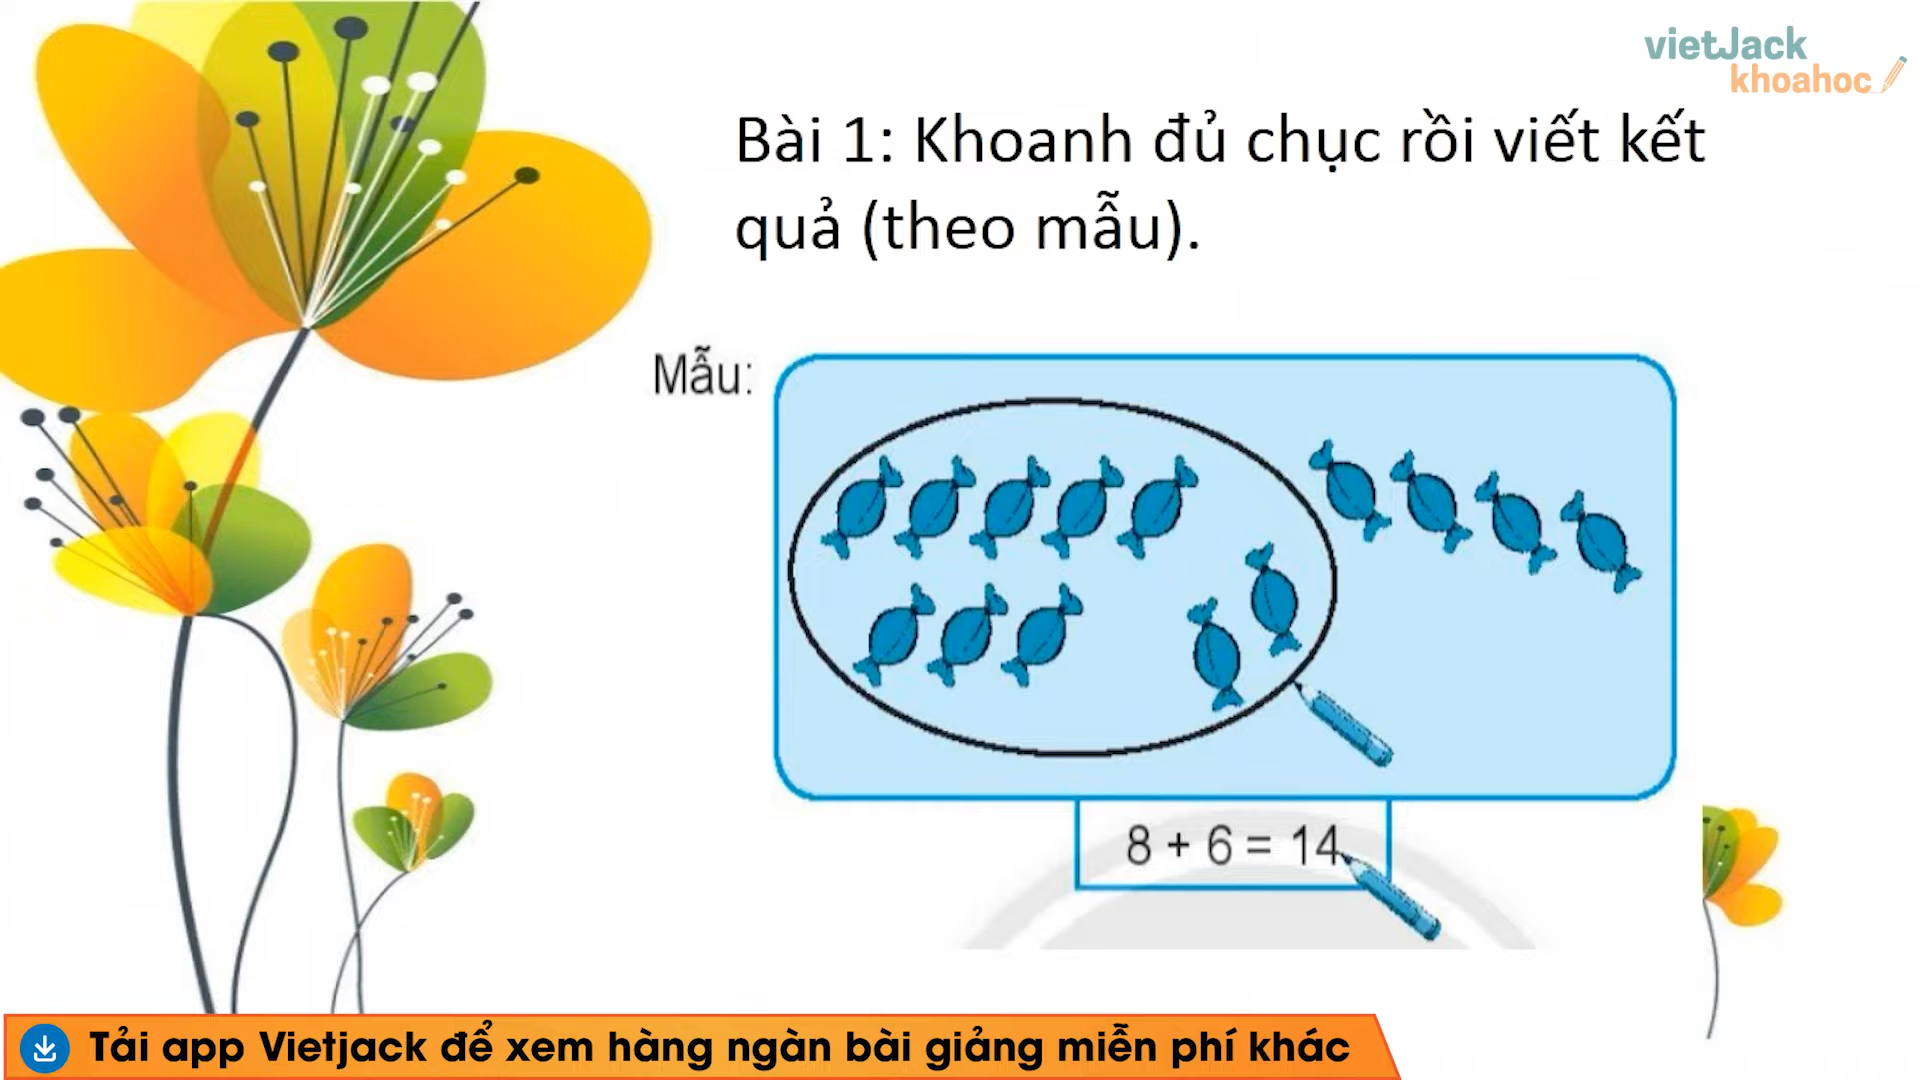 vietJack
khoahoc
Bài 1: Khoanh đủ chục rồi viết kết
quả (theo mẫu).
Mẫu:
8 + 6 = 14
Tải app Vietjack để xem hàng ngàn bài giảng miễn phí khác